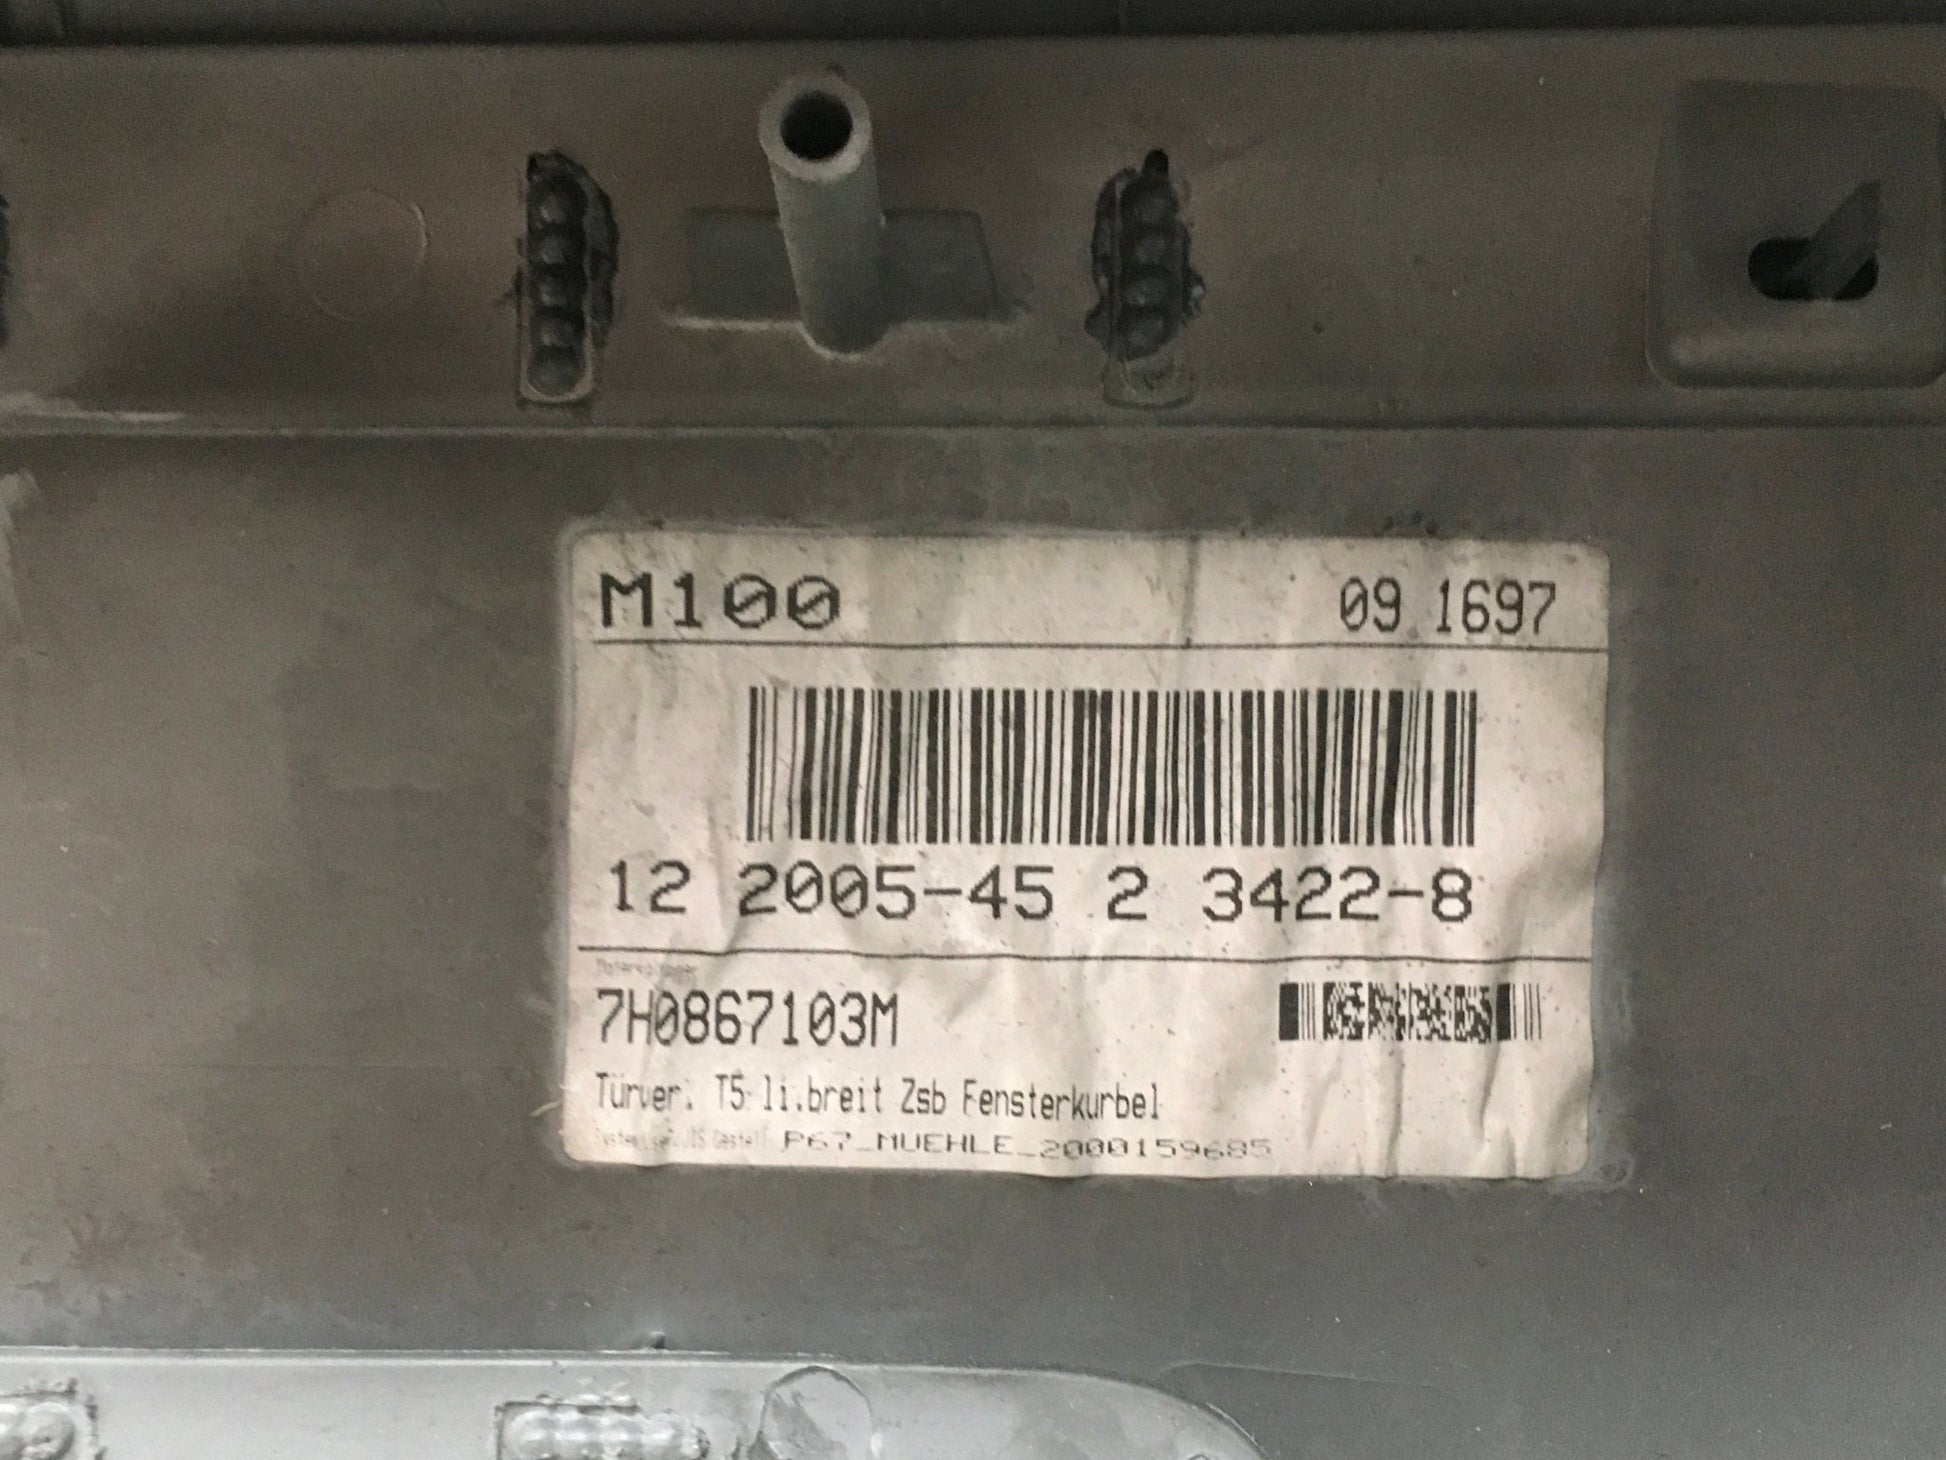 M100 09 1697
12 2005-45 2 3422-8
7H0867103M
Türver. T5 li.breit Zsb Fensterkurbel
P67_MUEHLE_2000159685